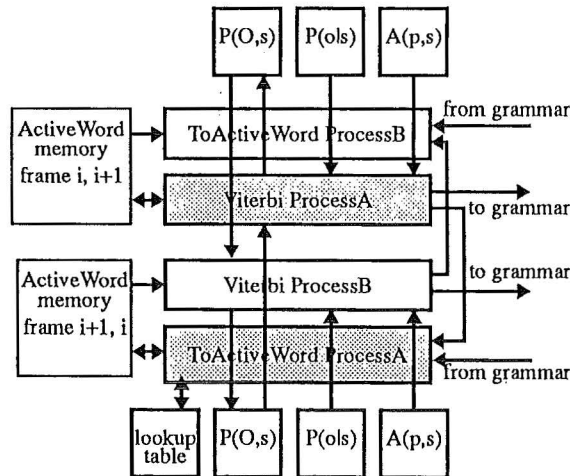 P(O,s)
P(o|s)
A(p,s)
ActiveWord
memory
frame i, i+1
ToActiveWord ProcessB
from grammar
Viterbi ProcessA
to grammar
ActiveWord
memory
frame i+1, i
Viterbi ProcessB
to grammar
ToActiveWord ProcessA
from grammar
lookup
table
P(O,s)
P(o|s)
A(p,s)